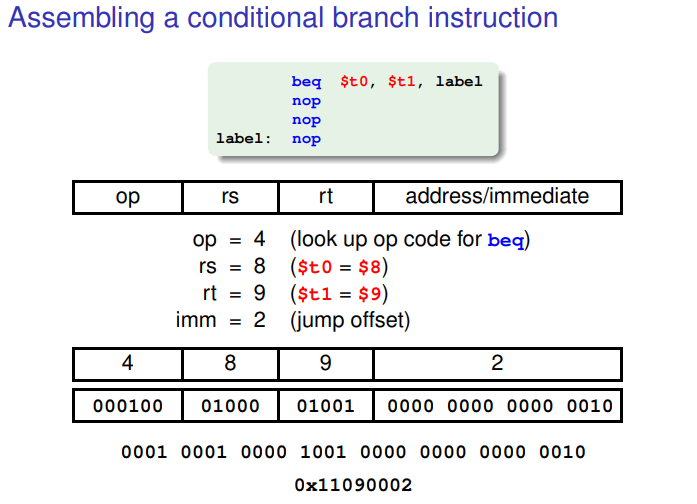 Assembling a conditional branch instruction
beq $t0, $t1, label
nop
nop
label: nop
op rs rt address/immediate
op = 4 (look up op code for beq)
rs = 8 ($t0 = $8)
rt = 9 ($t1 = $9)
imm = 2 (jump offset)
4 8 9 2
000100 01000 01001 0000 0000 0000 0010
0001 0001 0000 1001 0000 0000 0000 0010
0x11090002